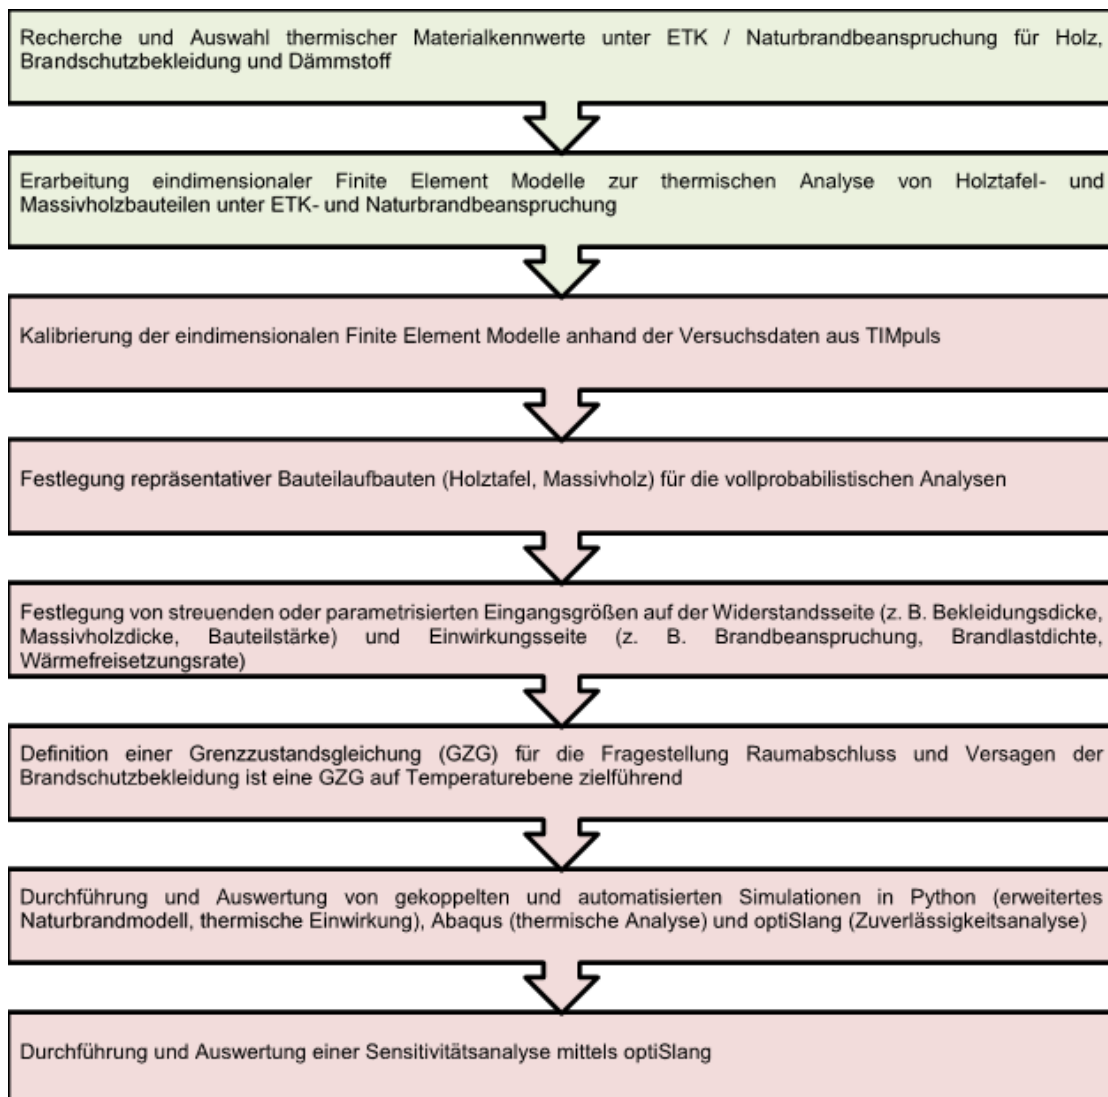 Recherche und Auswahl thermischer Materialkennwerte unter ETK / Naturbrandbeanspruchung für Holz,
Brandschutzbekleidung und Dämmstoff
Erarbeitung eindimensionaler Finite Element Modelle zur thermischen Analyse von Holztafel- und
Massivholzbauteilen unter ETK- und Naturbrandbeanspruchung
Kalibrierung der eindimensionalen Finite Element Modelle anhand der Versuchsdaten aus TIMpuls
Festlegung repräsentativer Bauteilaufbauten (Holztafel, Massivholz) für die vollprobabilistischen Analysen
Festlegung von streuenden oder parametrisierten Eingangsgrößen auf der Widerstandsseite (z. B. Bekleidungsdicke,
Massivholzdicke, Bauteilstärke) und Einwirkungsseite (z. B. Brandbeanspruchung, Brandlastdichte,
Wärmefreisetzungsrate)
Definition einer Grenzzustandsgleichung (GZG) für die Fragestellung Raumabschluss und Versagen der
Brandschutzbekleidung ist eine GZG auf Temperaturebene zielführend
Durchführung und Auswertung von gekoppelten und automatisierten Simulationen in Python (erweitertes
Naturbrandmodell, thermische Einwirkung), Abaqus (thermische Analyse) und optiSlang (Zuverlässigkeitsanalyse)
Durchführung und Auswertung einer Sensitivitätsanalyse mittels optiSlang